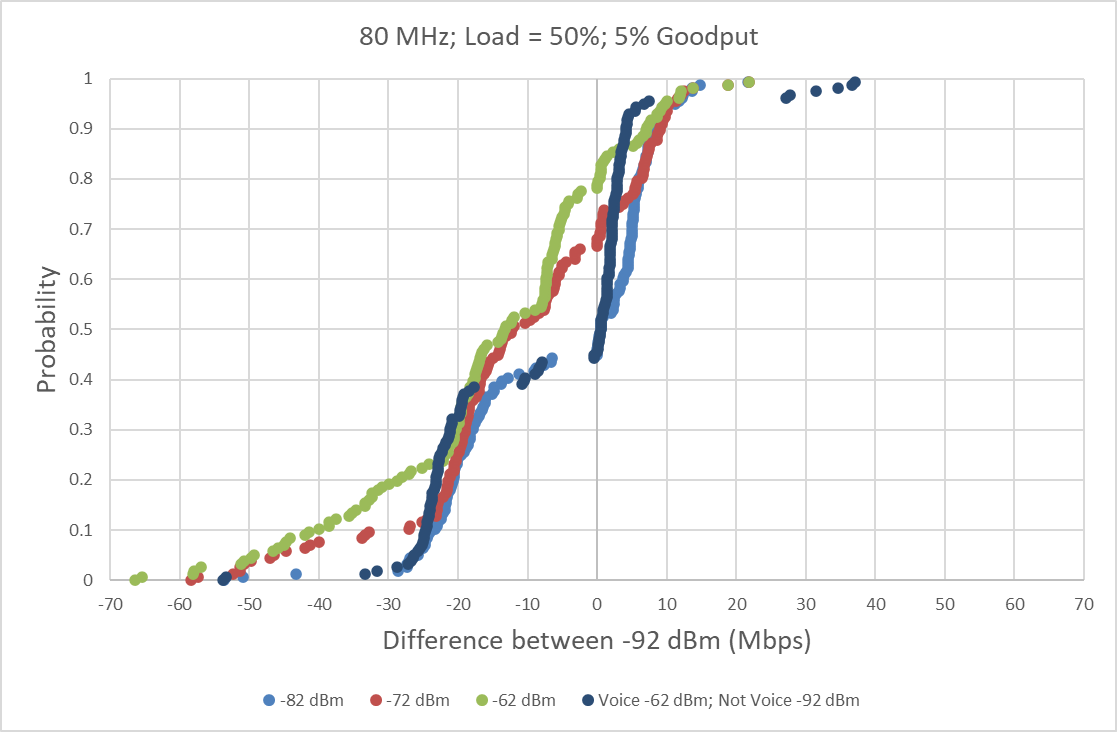 80 MHz; Load = 50%; 5% Goodput
1
0.9
0.8
0.7
0.6
0.5
0.4
0.3
0.2
0.1
0
Probability
-70 -60 -50 -40 -30 -20 -10 0 10 20 30 40 50 60 70
Difference between -92 dBm (Mbps)
-82 dBm -72 dBm -62 dBm Voice -62 dBm; Not Voice -92 dBm